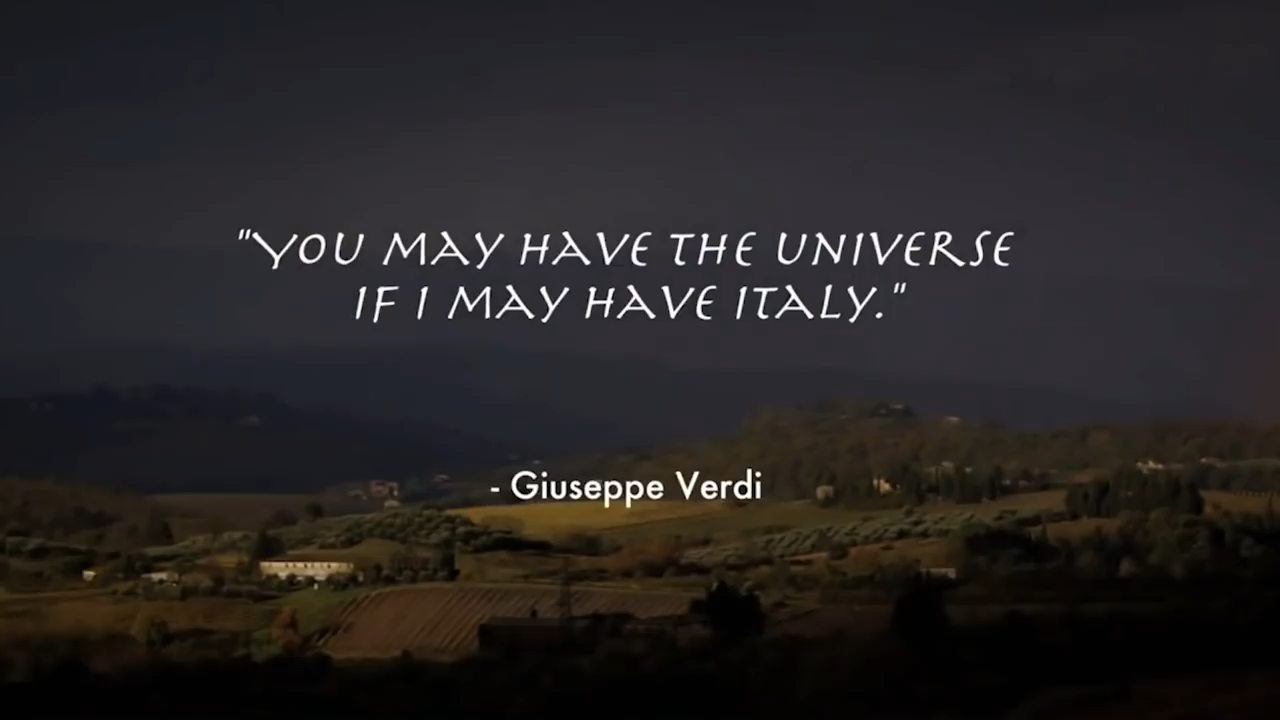 "YOU MAY HAVE THE UNIVERSE
IF I MAY HAVE ITALY."
- Giuseppe Verdi